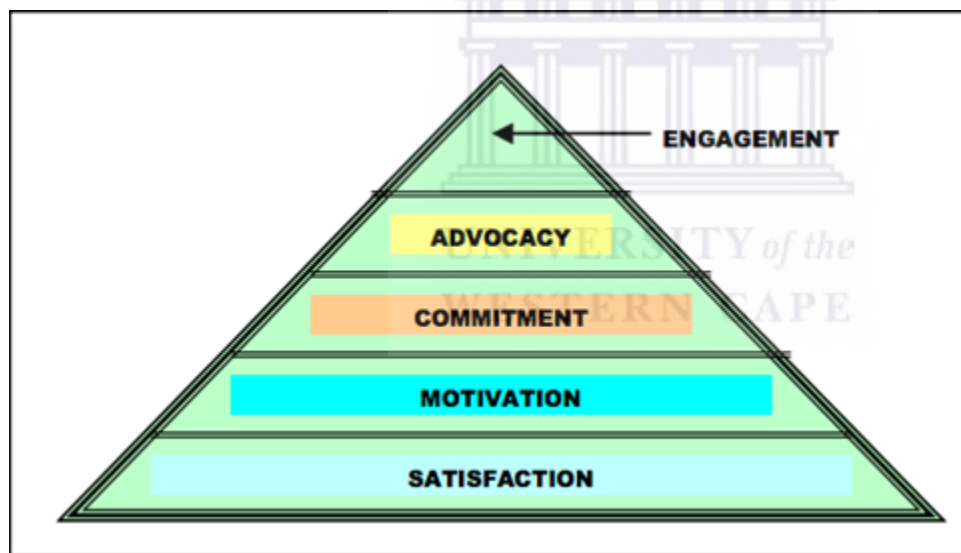 ENGAGEMENT
ADVOCACY
UNIVERSITY of the
COMMITMENT
WESTERN CAPE
MOTIVATION
SATISFACTION